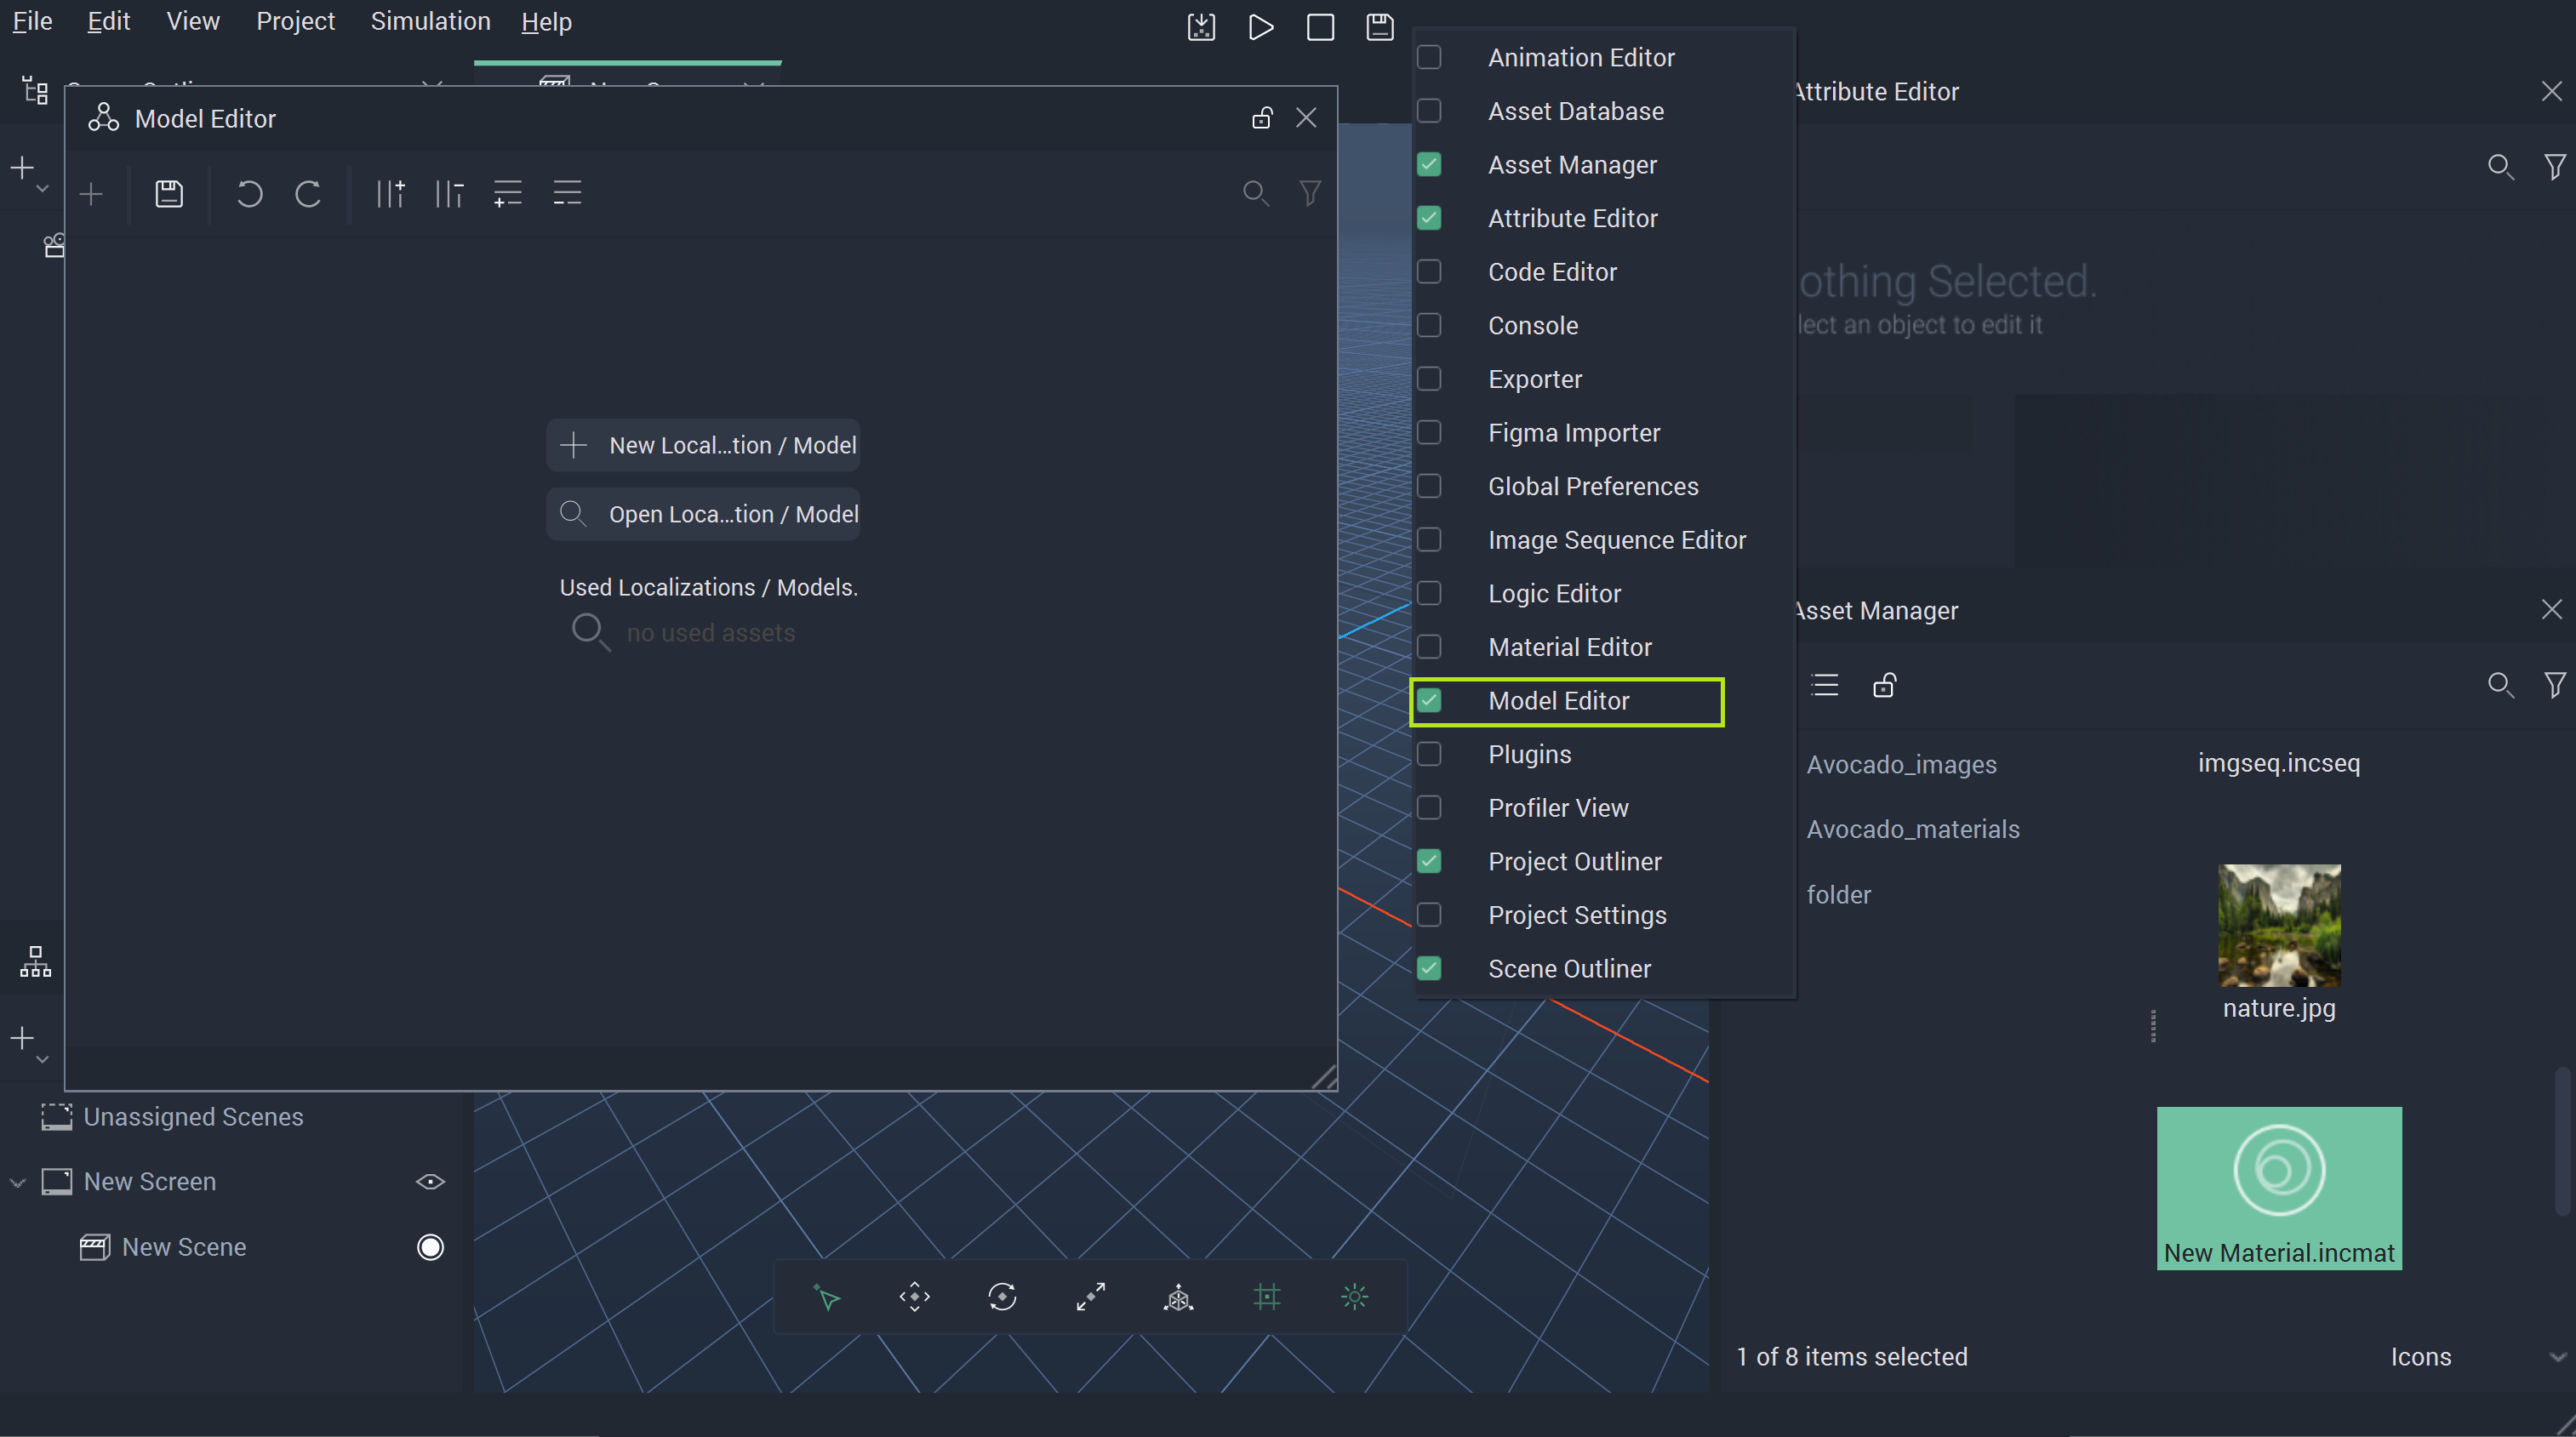 File Edit View Project Simulation Help
Model Editor
New Local...tion / Model
Open Loca...tion / Model
Used Localizations / Models.
no used assets
Animation Editor
Asset Database
Asset Manager
Attribute Editor
Code Editor
Console
Exporter
Figma Importer
Global Preferences
Image Sequence Editor
Logic Editor
Material Editor
Model Editor
Plugins
Profiler View
Project Outliner
Project Settings
Scene Outliner
Attribute Editor
othing Selected.
lect an object to edit it
Asset Manager
Avocado_images
Avocado_materials
folder
imgseq.incseq
nature.jpg
New Material.incmat
1 of 8 items selected
Icons
Unassigned Scenes
New Screen
New Scene